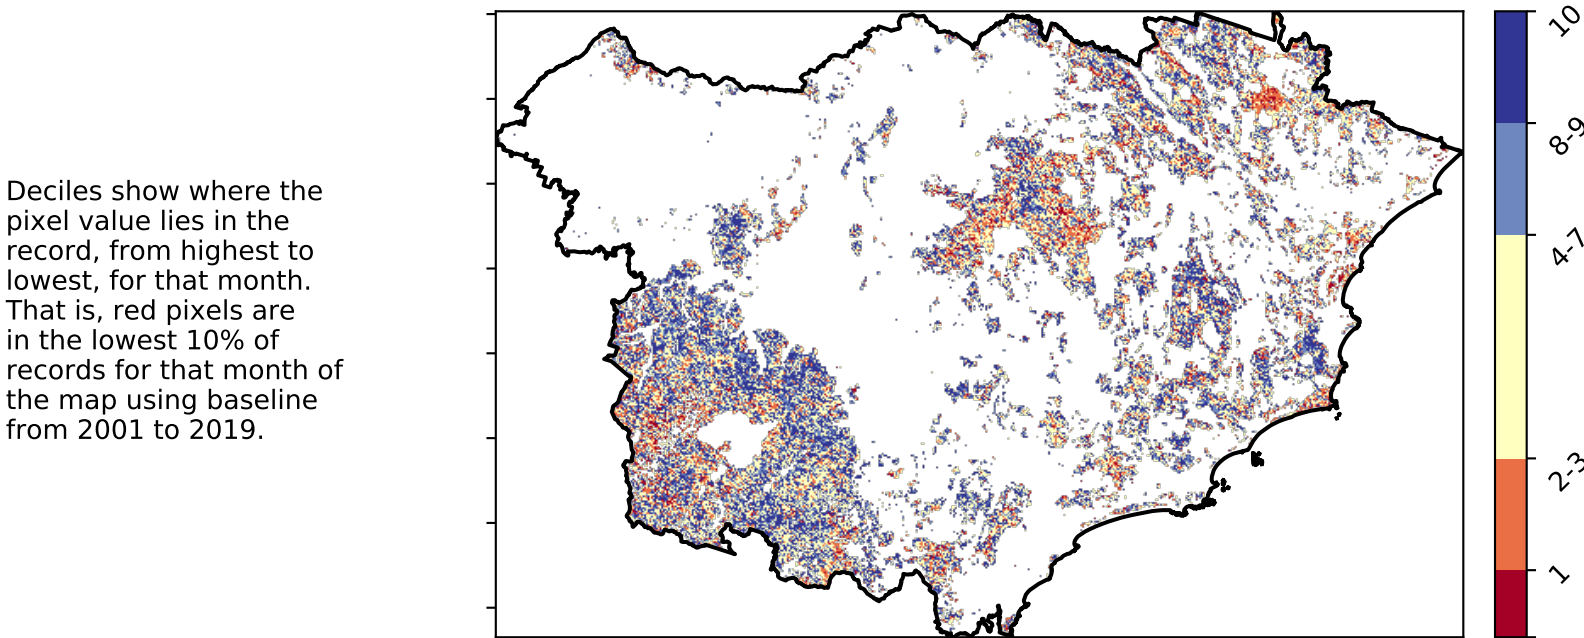 Deciles show where the
pixel value lies in the
record, from highest to
lowest, for that month.
That is, red pixels are
in the lowest 10% of
records for that month of
the map using baseline
from 2001 to 2019.
10
8-9
4-7
2-3
1